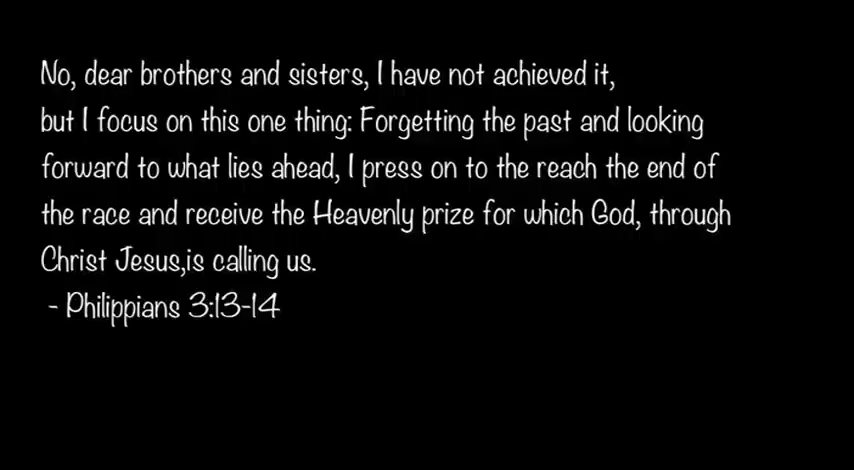 No, dear brothers and sisters, I have not achieved it,
but I focus on this one thing: Forgetting the past and looking
forward to what lies ahead, I press on to the reach the end of
the race and receive the Heavenly prize for which God, through
Christ Jesus,is calling us.
- Philippians 3:13-14